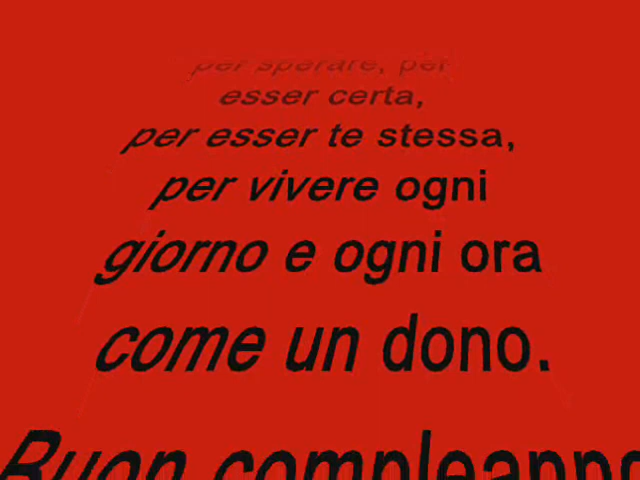 per sperare, per
esser certa,
per esser te stessa,
per vivere ogni
giorno e ogni ora
come un dono.
Buon compleanno